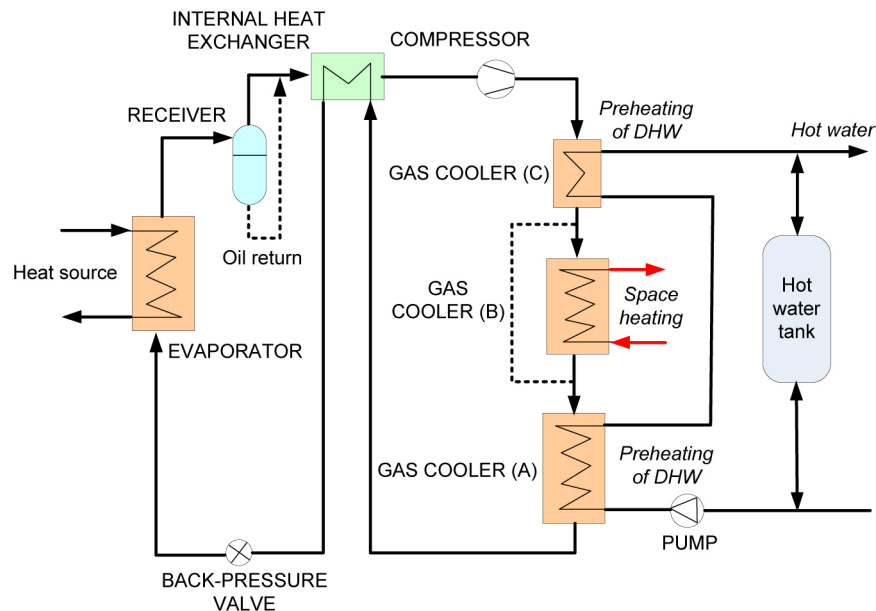 INTERNAL HEAT
EXCHANGER
COMPRESSOR
RECEIVER
Preheating
of DHW
Hot water
GAS COOLER (C)
Oil return
Heat source
GAS
COOLER (B)
Space
heating
Hot
water
tank
EVAPORATOR
GAS COOLER (A)
Preheating
of DHW
PUMP
BACK-PRESSURE
VALVE